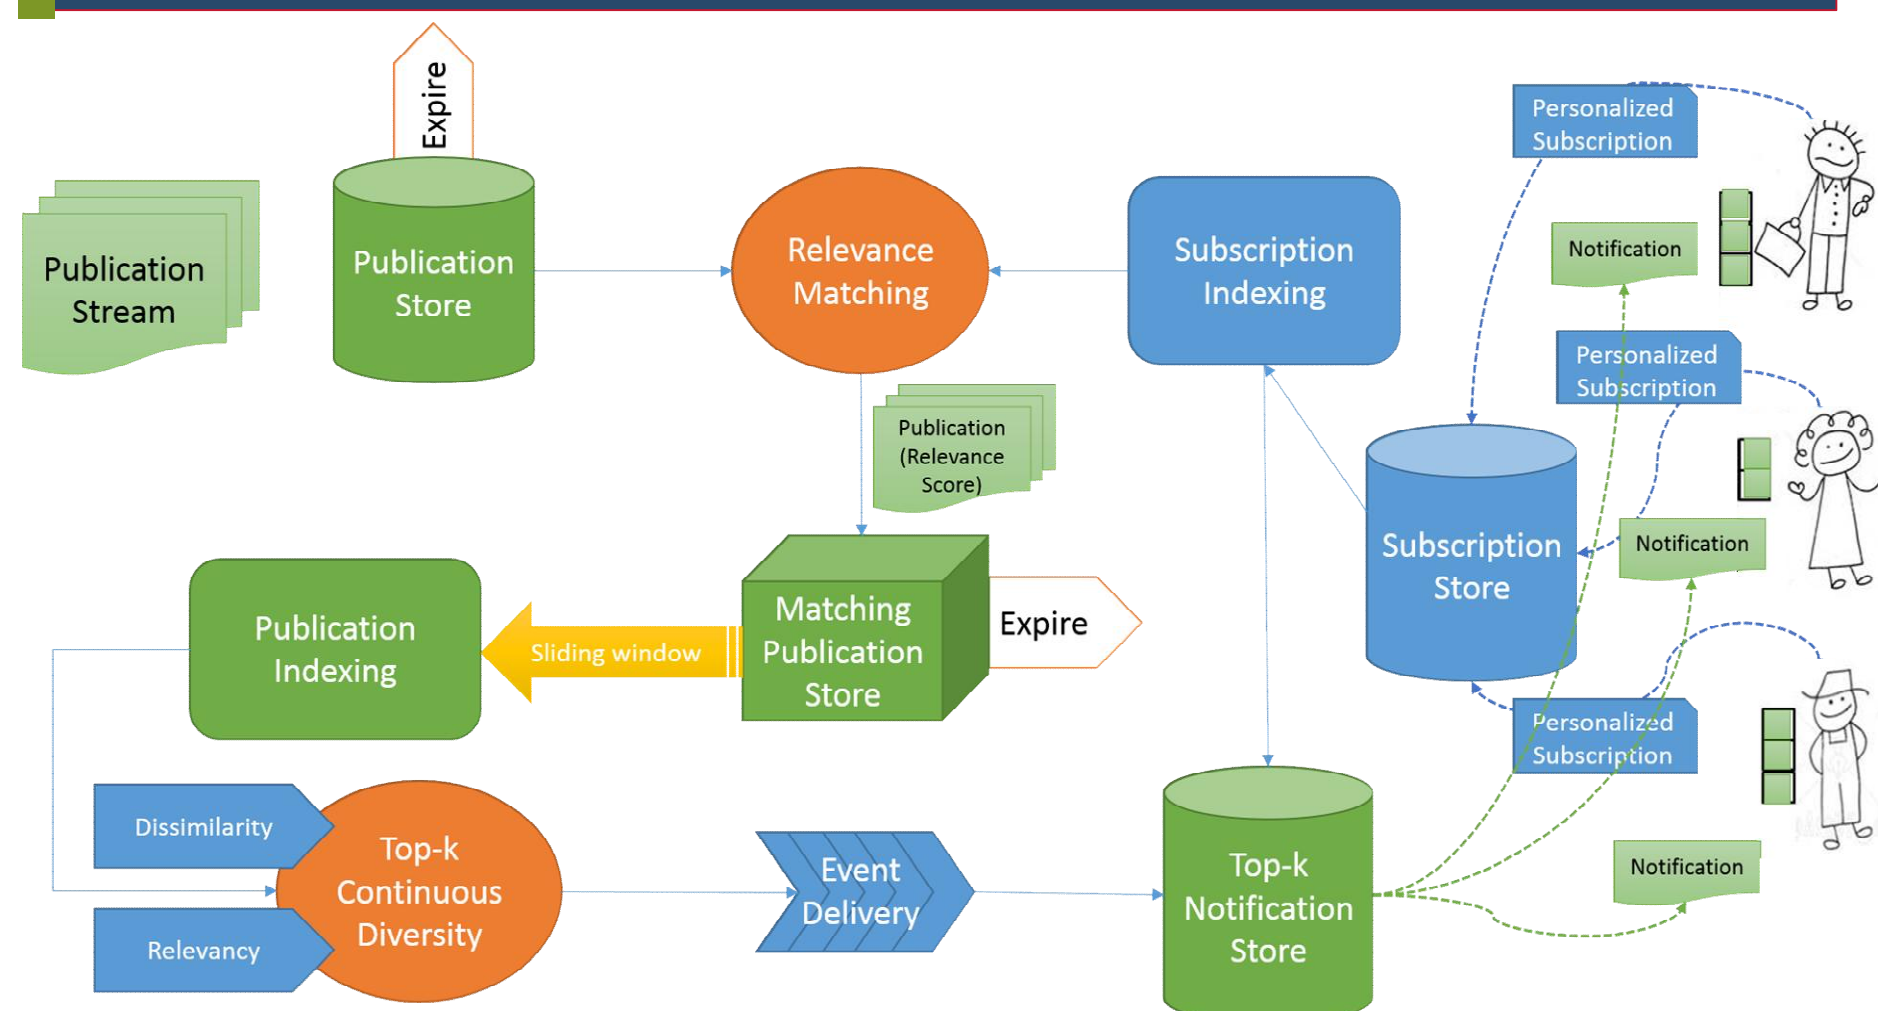 Expire
Publication
Stream
Publication
Store
Relevance
Matching
Subscription
Indexing
Personalized
Subscription
Notification
Personalized
Subscription
Publication
(Relevance
Score)
Subscription
Store
Notification
Publication
Indexing
Sliding window
Matching
Publication
Store
Expire
Personalized
Subscription
Dissimilarity
Relevancy
Top-k
Continuous
Diversity
Event
Delivery
Top-k
Notification
Store
Notification